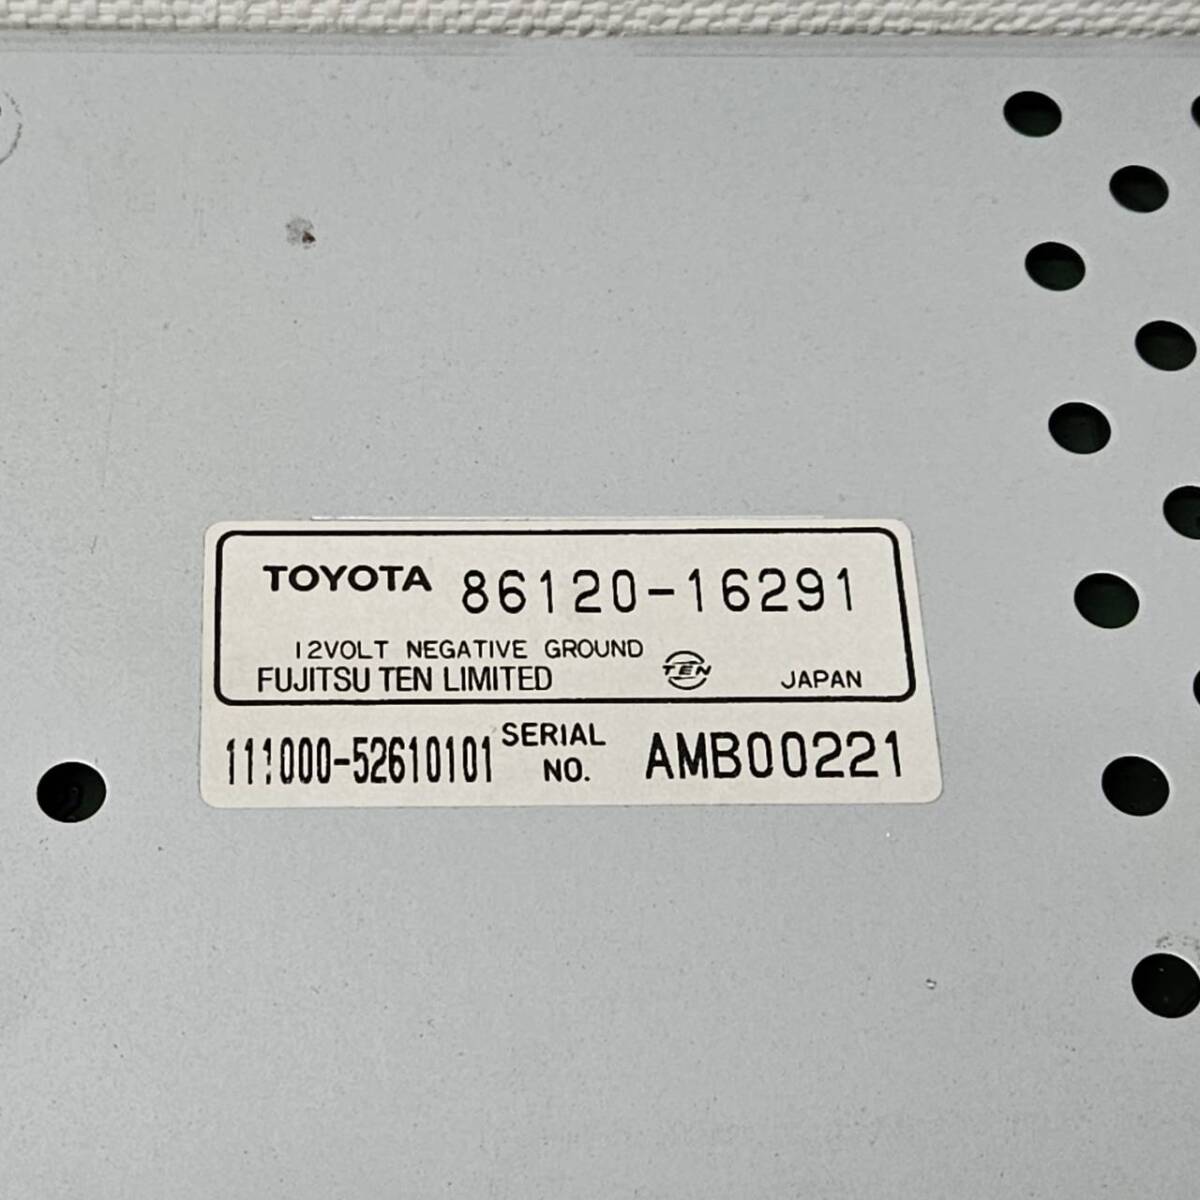 TOYOTA 86120-16291
12VOLT NEGATIVE GROUND
FUJITSU TEN LIMITED TEN JAPAN
111000-52610101 SERIAL NO. AMB00221